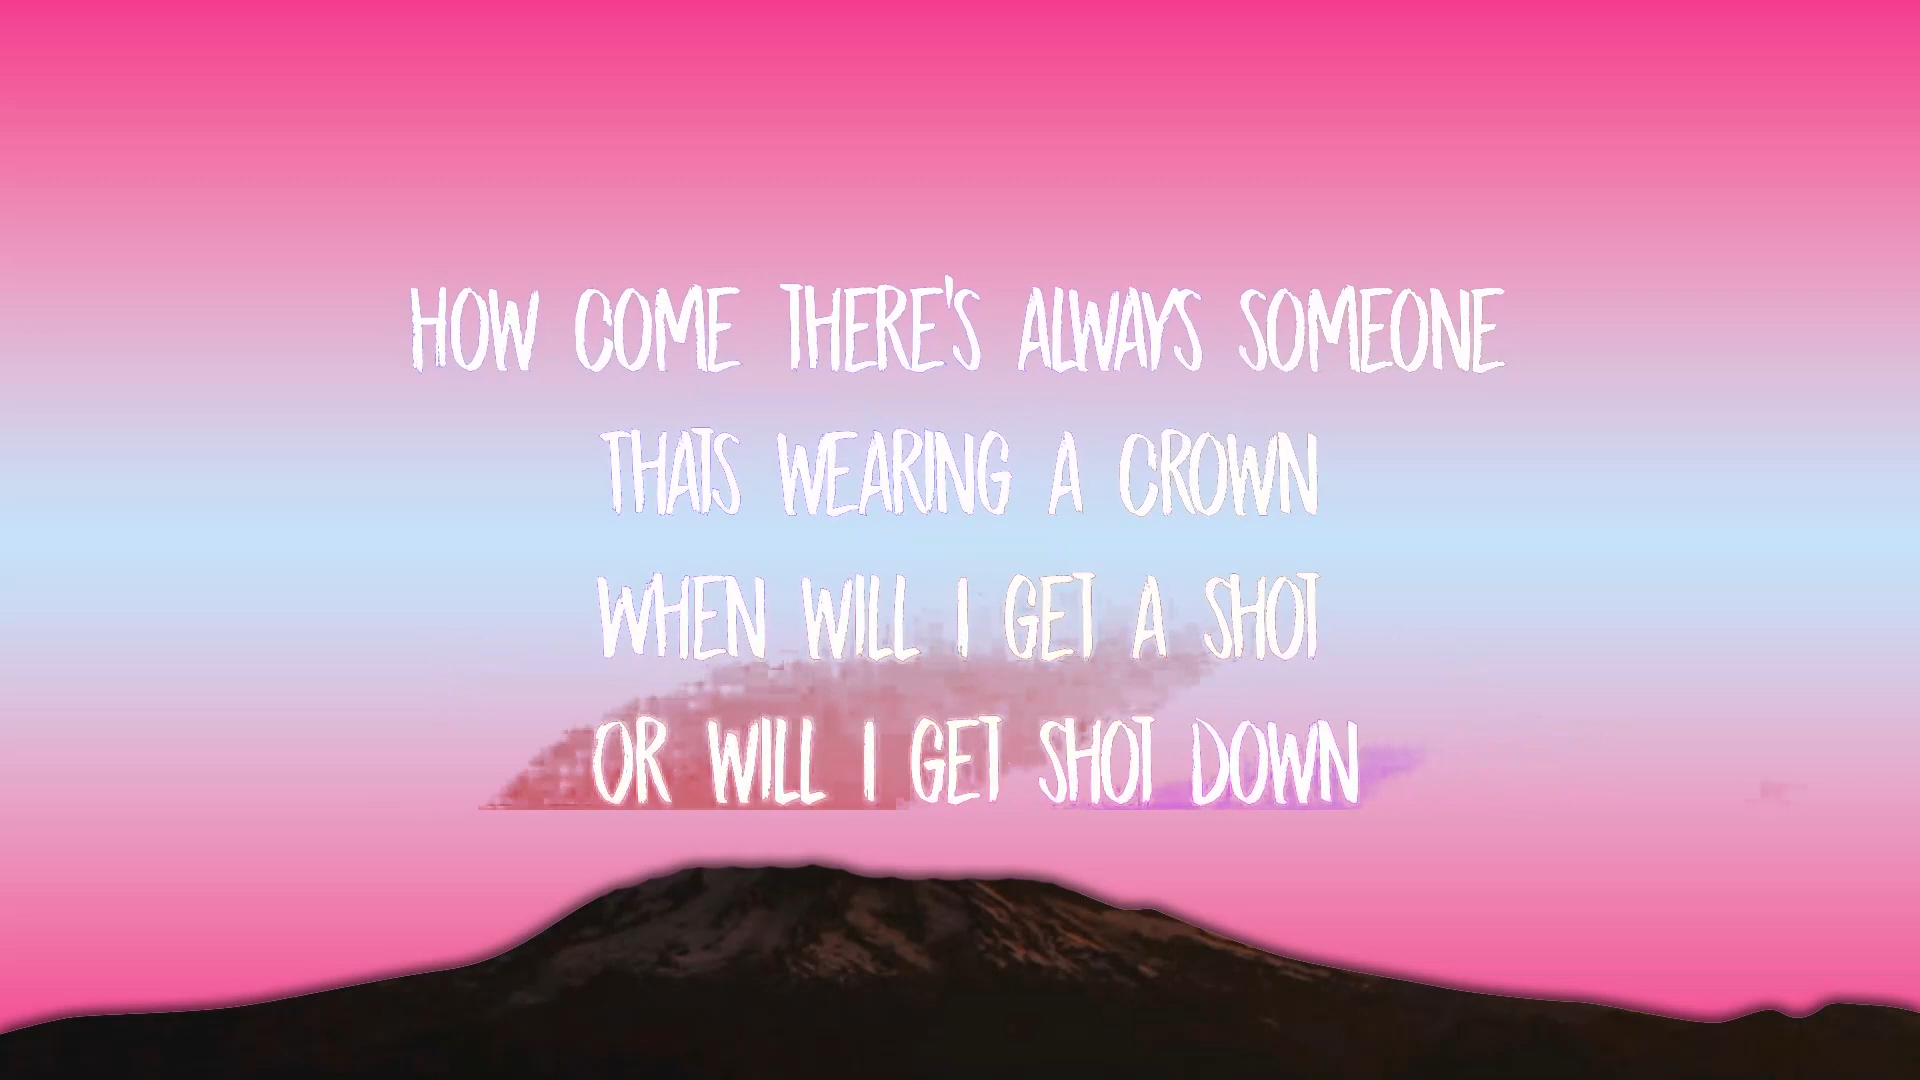 HOW COME THERE'S ALWAYS SOMEONE
THATS WEARING A CROWN
WHEN WILL I GET A SHOT
OR WILL I GET SHOT DOWN